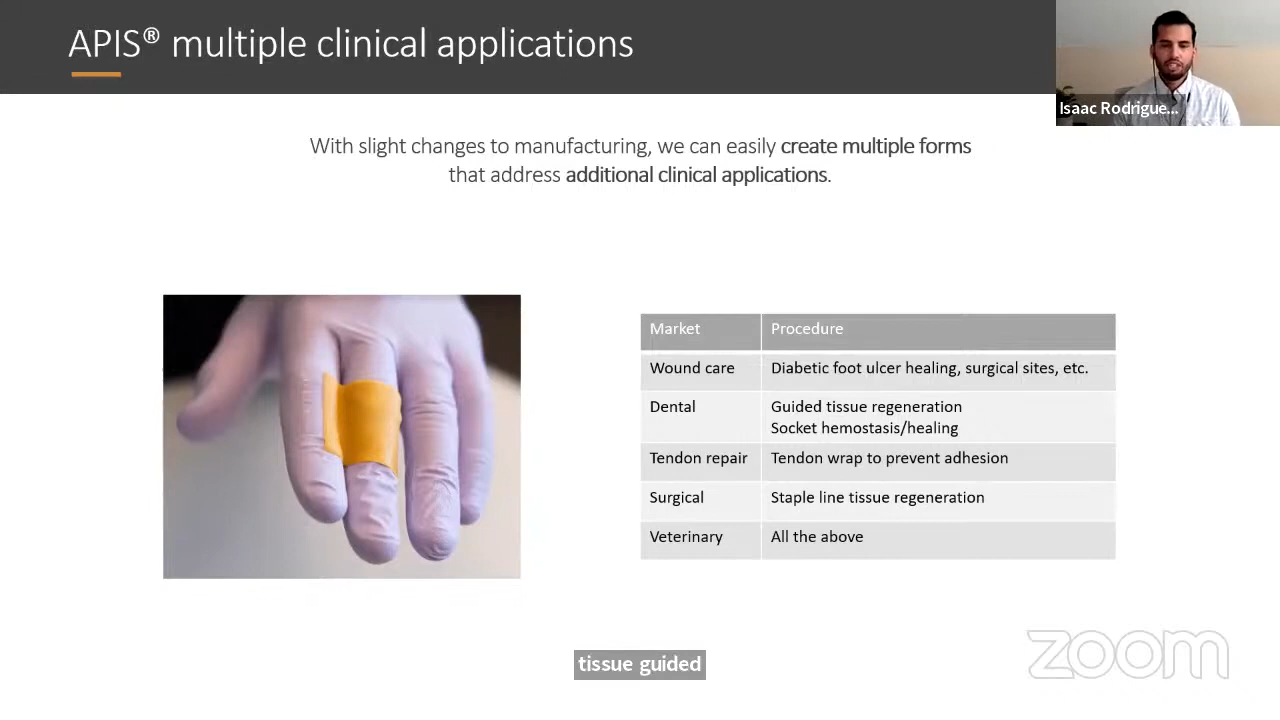 APIS® multiple clinical applications
Isaac Rodrigue...
With slight changes to manufacturing, we can easily create multiple forms
that address additional clinical applications.
Market Procedure
Wound care Diabetic foot ulcer healing, surgical sites, etc.
Dental Guided tissue regeneration
Socket hemostasis/healing
Tendon repair Tendon wrap to prevent adhesion
Surgical Staple line tissue regeneration
Veterinary All the above
tissue guided
zoom